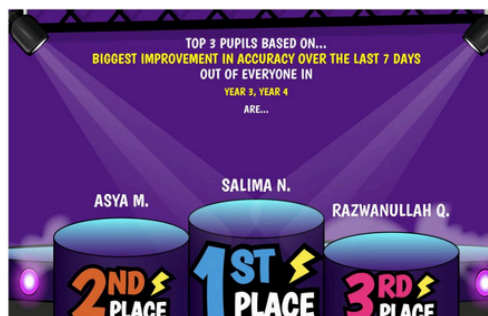 TOP 3 PUPILS BASED ON...
BIGGEST IMPROVEMENT IN ACCURACY OVER THE LAST 7 DAYS
OUT OF EVERYONE IN
YEAR 3, YEAR 4
ARE...
SALIMA N.
ASYA M.
RAZWANULLAH Q.
1ST
PLACE
2ND
PLACE
3RD
PLACE